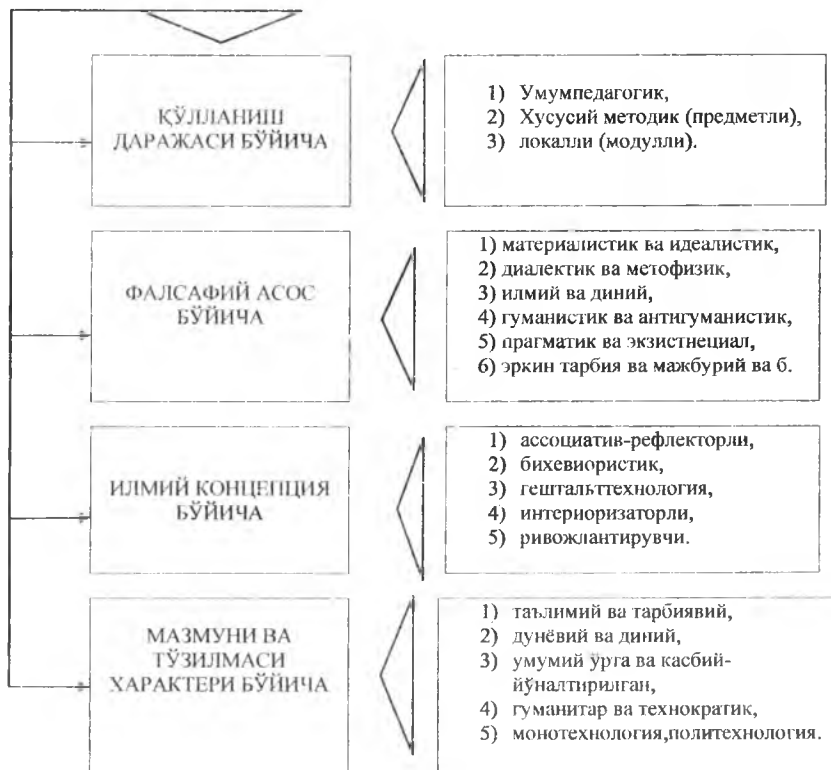 ҚЎЛЛАНИШ
ДАРАЖАСИ БЎЙИЧА
1) Умумпедагогик,
2) Хусусий методик (предметли),
3) локалли (модулли).
ФАЛСАФИЙ АСОС
БЎЙИЧА
1) материалистик ва идеалистик,
2) диалектик ва метофизик,
3) илмий ва диний,
4) гуманистик ва антигуманистик,
5) прагматик ва экзистнециал,
6) эркин тарбия ва мажбурий ва б.
ИЛМИЙ КОНЦЕПЦИЯ
БЎЙИЧА
1) ассоциатив-рефлекторли,
2) бихевиористик,
3) гештальттехнология,
4) интериоризаторли,
5) ривожлантирувчи.
МАЗМУНИ ВА
ТЎЗИЛМАСИ
ХАРАКТЕРИ БЎЙИЧА
1) таълимий ва тарбиявий,
2) дунёвий ва диний,
3) умумий ўрга ва касбий-
йўналтирилган,
4) гуманитар ва технократик,
5) монотехнология,политехнология.